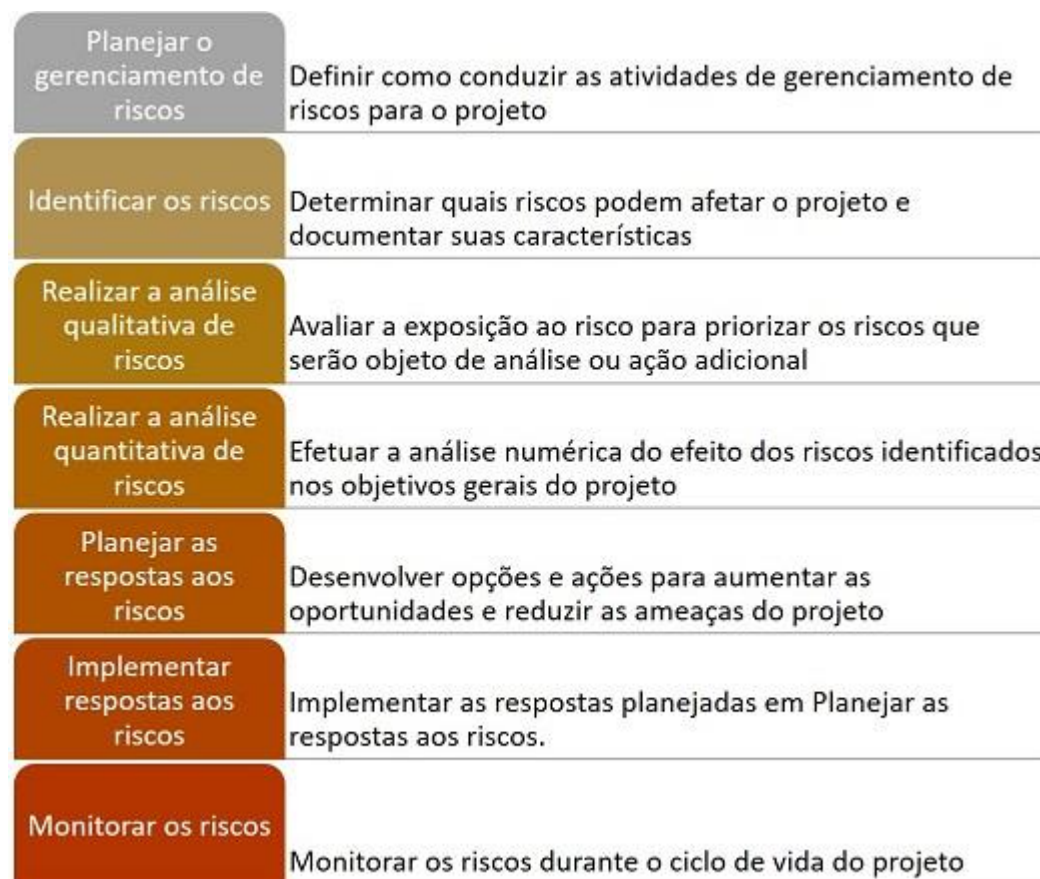 Planejar o
gerenciamento de
riscos
Definir como conduzir as atividades de gerenciamento de
riscos para o projeto
Identificar os riscos
Determinar quais riscos podem afetar o projeto e
documentar suas características
Realizar a análise
qualitativa de
riscos
Avaliar a exposição ao risco para priorizar os riscos que
serão objeto de análise ou ação adicional
Realizar a análise
quantitativa de
riscos
Efetuar a análise numérica do efeito dos riscos identificados
nos objetivos gerais do projeto
Planejar as
respostas aos
riscos
Desenvolver opções e ações para aumentar as
oportunidades e reduzir as ameaças do projeto
Implementar
respostas aos
riscos
Implementar as respostas planejadas em Planejar as
respostas aos riscos.
Monitorar os riscos
Monitorar os riscos durante o ciclo de vida do projeto